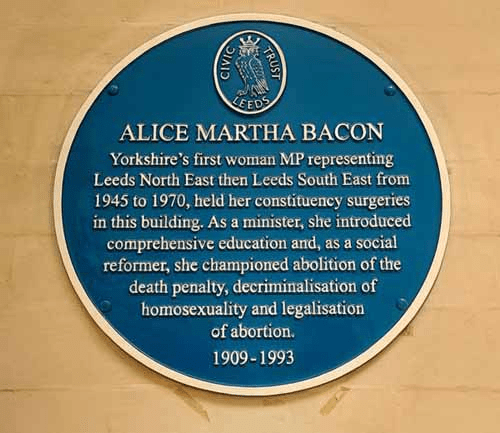 CIVIC TRUST
LEEDS
ALICE MARTHA BACON
Yorkshire's first woman MP representing
Leeds North East then Leeds South East from
1945 to 1970, held her constituency surgeries
in this building. As a minister, she introduced
comprehensive education and, as a social
reformer, she championed abolition of the
death penalty, decriminalisation of
homosexuality and legalisation
of abortion.
1909-1993